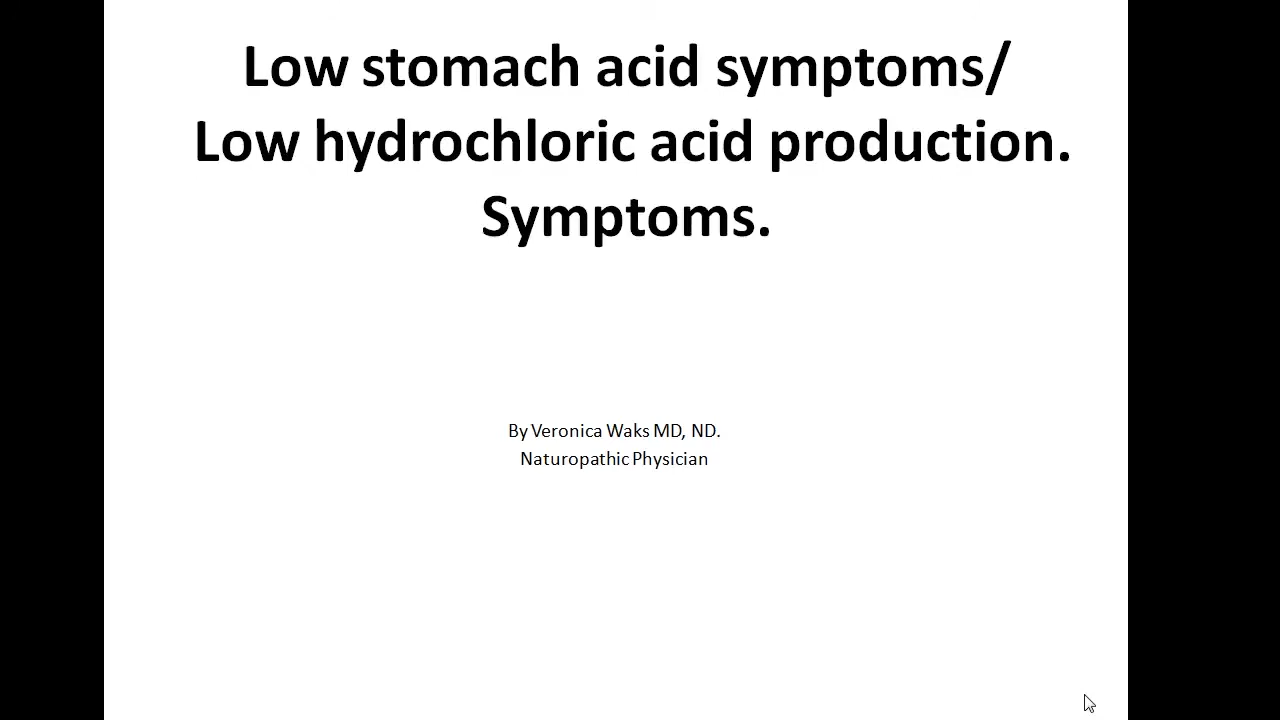 Low stomach acid symptoms/
Low hydrochloric acid production.
Symptoms.
By Veronica Waks MD, ND.
Naturopathic Physician